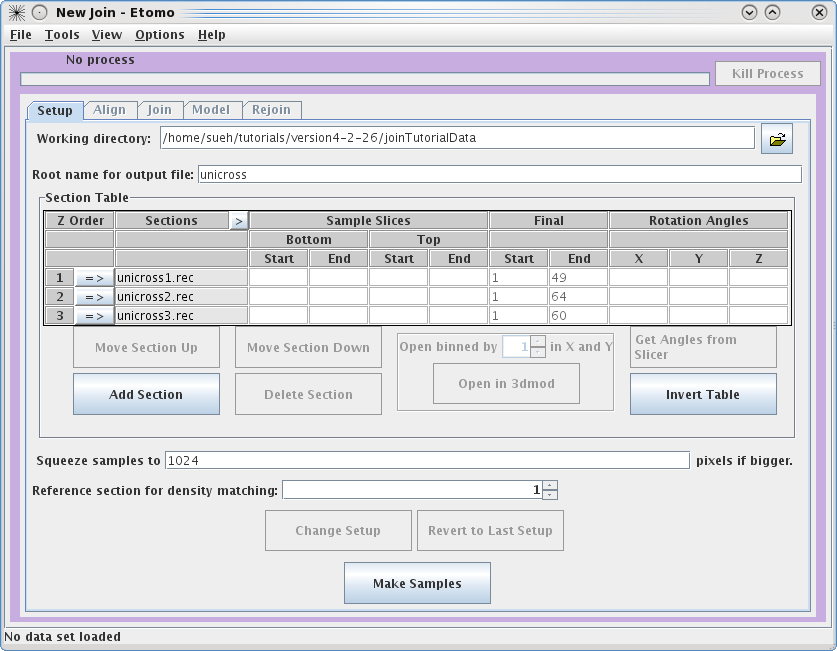 New Join - Etomo
File Tools View Options Help
No process
Kill Process
Setup Align Join Model Rejoin
Working directory: /home/sueh/tutorials/version4-2-26/joinTutorialData
Root name for output file: unicross
Section Table
Z Order Sections > Sample Slices Final Rotation Angles
Bottom Top
Start End Start End Start End X Y Z
1 => unicross1.rec 1 49
2 => unicross2.rec 1 64
3 => unicross3.rec 1 60
Move Section Up Move Section Down Open binned by 1 in X and Y Get Angles from
Slicer
Add Section Delete Section Open in 3dmod Invert Table
Squeeze samples to 1024 pixels if bigger.
Reference section for density matching: 1
Change Setup Revert to Last Setup
Make Samples
No data set loaded